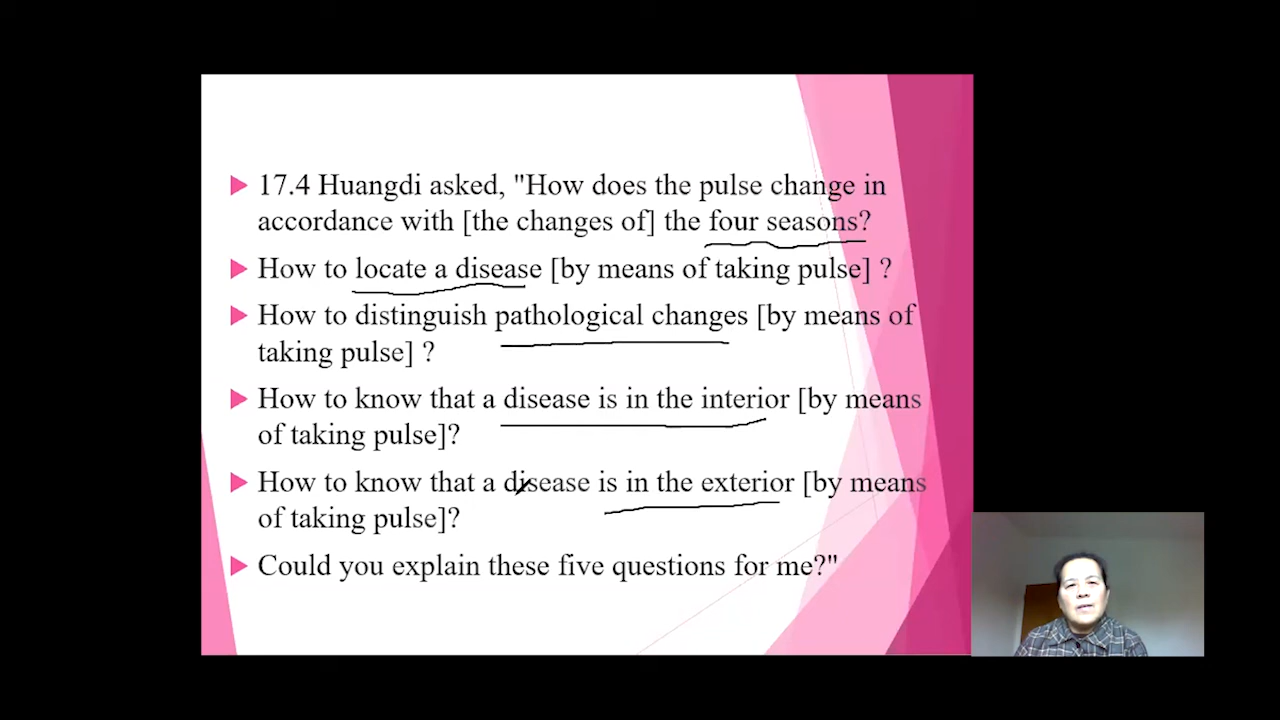 17.4 Huangdi asked, "How does the pulse change in
accordance with [the changes of] the four seasons?
How to locate a disease [by means of taking pulse] ?
How to distinguish pathological changes [by means of
taking pulse] ?
How to know that a disease is in the interior [by means
of taking pulse]?
How to know that a disease is in the exterior [by means
of taking pulse]?
Could you explain these five questions for me?"